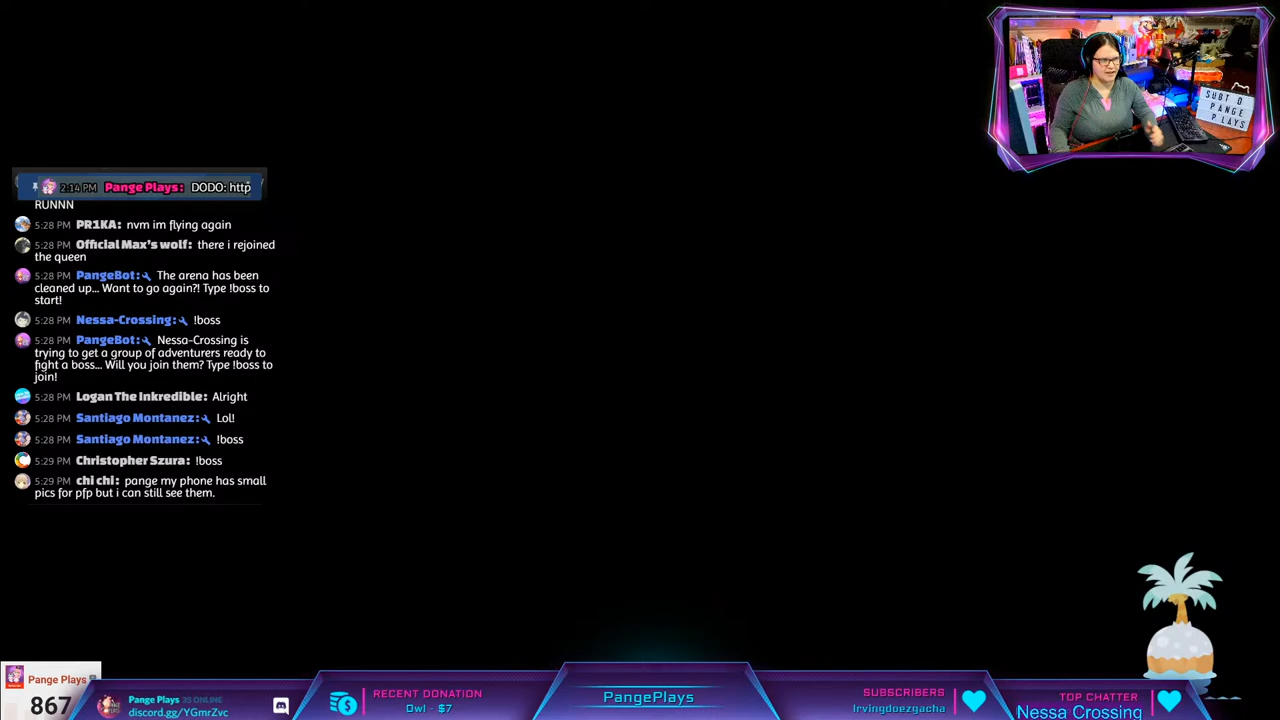 SUBT O
PANGE
PLAYS
2:14 PM Pange Plays: DODO: http
RUNNN
5:28 PM PR1KA: nvm im flying again
5:28 PM Official Max's wolf: there i rejoined
the queen
5:28 PM PangeBot: The arena has been
cleaned up... Want to go again?! Type !boss to
start!
5:28 PM Nessa-Crossing: !boss
5:28 PM PangeBot: Nessa-Crossing is
trying to get a group of adventurers ready to
fight a boss... Will you join them? Type !boss to
join!
5:28 PM Logan The Inkredible: Alright
5:28 PM Santiago Montanez: Lol!
5:28 PM Santiago Montanez: !boss
5:29 PM Christopher Szura: !boss
5:29 PM chi chi: pange my phone has small
pics for pfp but i can still see them.
Pange Plays
867
Pange Plays 35 ONLINE
discord.gg/YGmrZvc
RECENT DONATION
Owl - $7
PangePlays
SUBSCRIBERS
Irvingdoezgacha
TOP CHATTER
Nessa Crossing